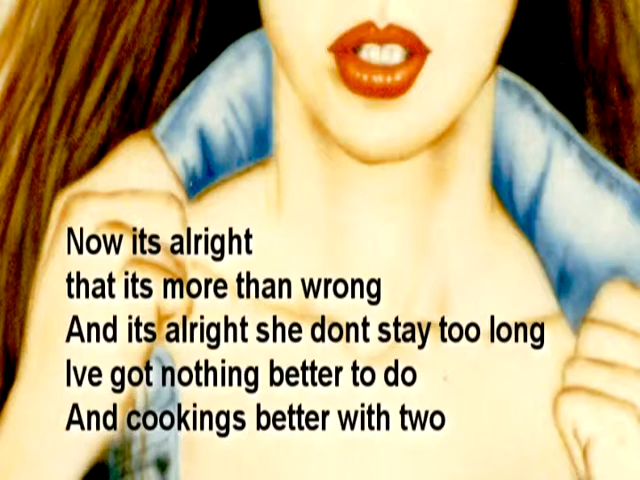 Now its alright
that its more than wrong
And its alright she dont stay too long
Ive got nothing better to do
And cookings better with two